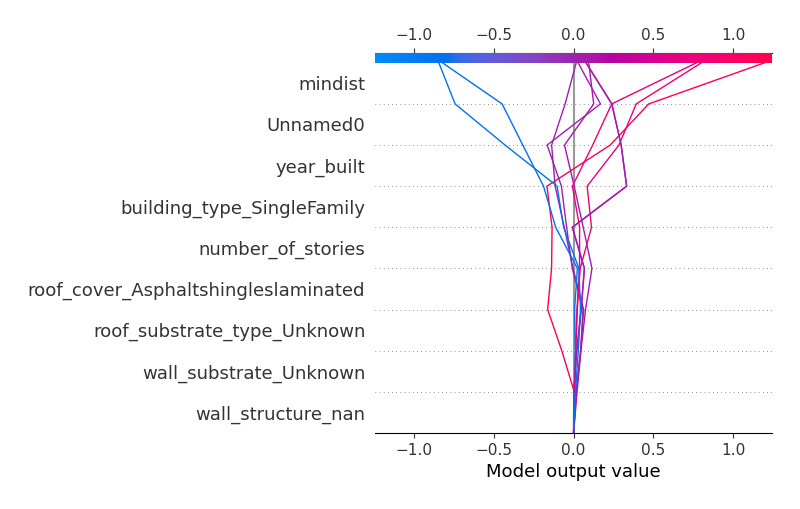 −1.0 −0.5 0.0 0.5 1.0
mindist
Unnamed0
year_built
building_type_SingleFamily
number_of_stories
roof_cover_Asphaltshingleslaminated
roof_substrate_type_Unknown
wall_substrate_Unknown
wall_structure_nan
−1.0 −0.5 0.0 0.5 1.0
Model output value